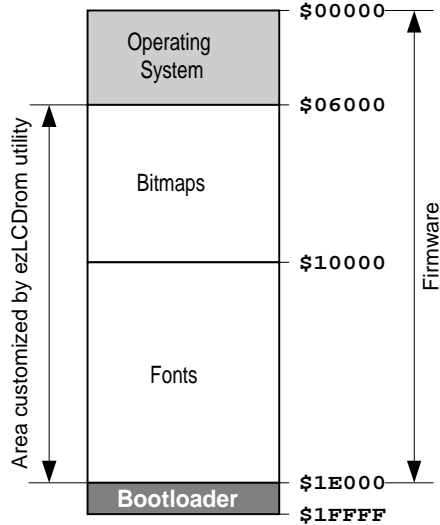 $00000
Operating
System
$06000
Bitmaps
$10000
Fonts
$1E000
Bootloader
$1FFFF
Area customized by ezLCDrom utility
Firmware